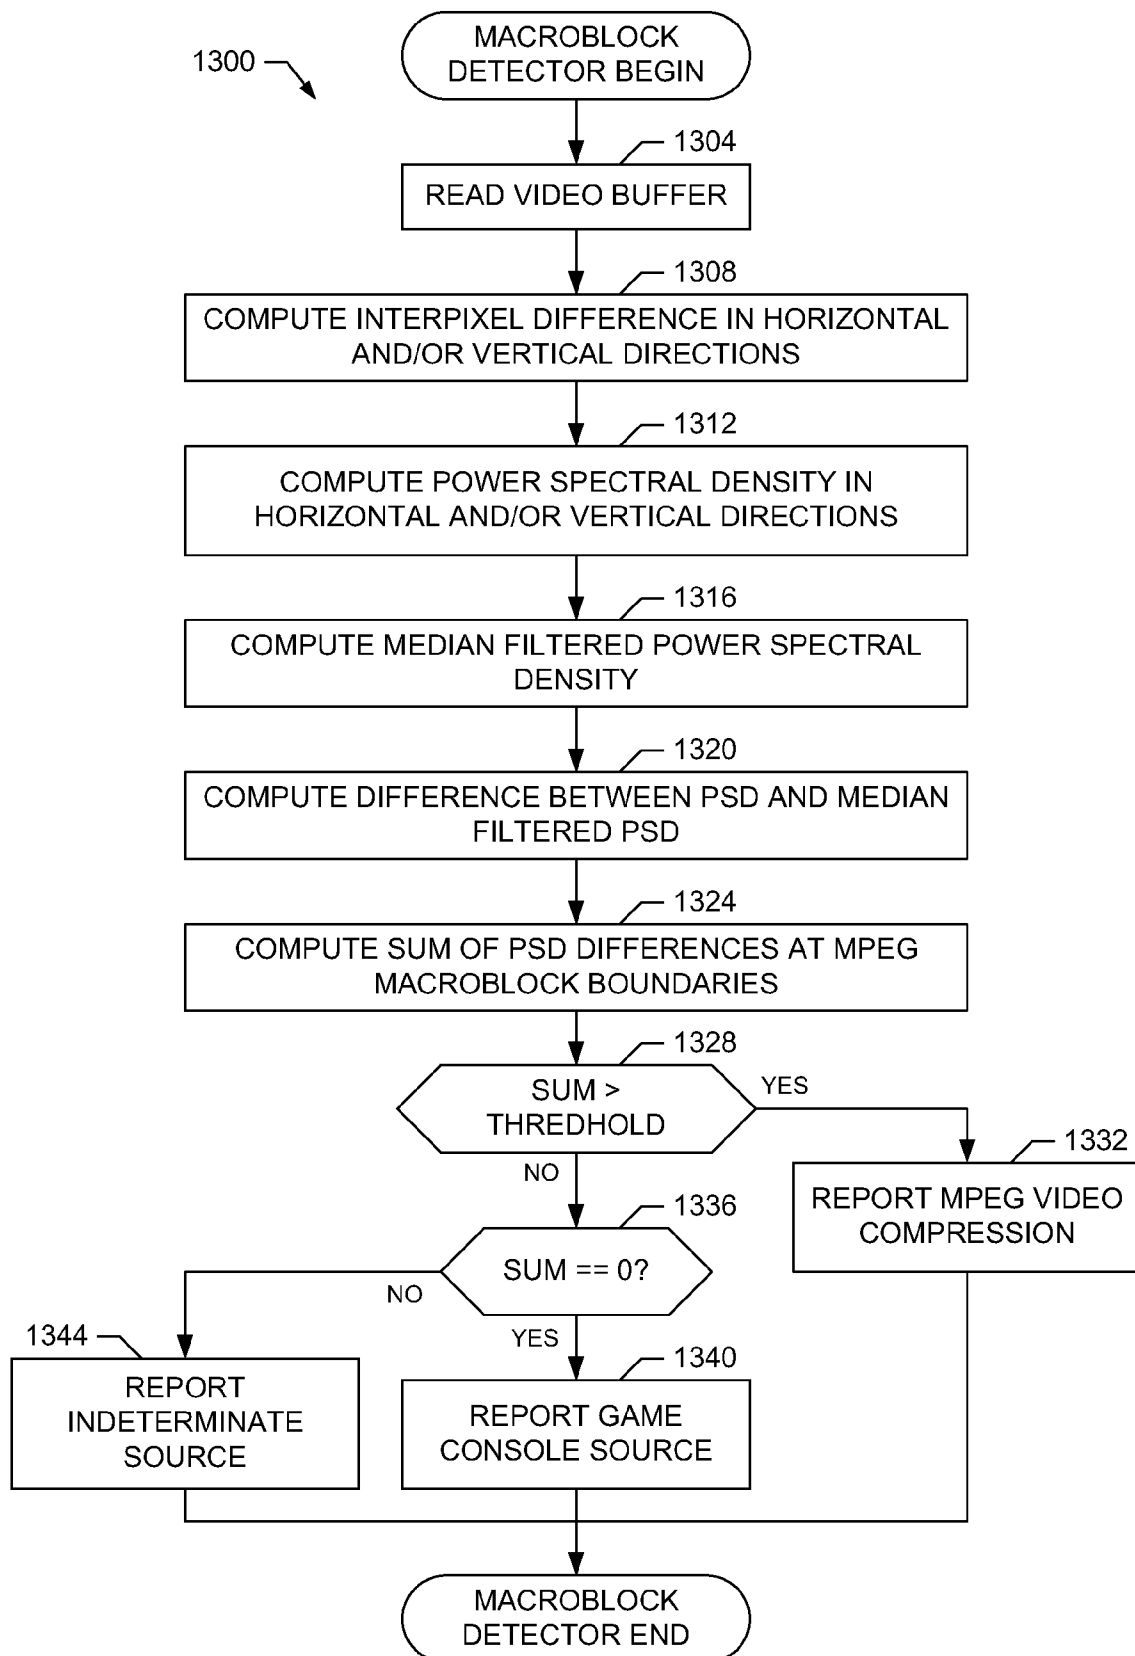 MACROBLOCK
DETECTOR BEGIN
1300
1304
READ VIDEO BUFFER
1308
COMPUTE INTERPIXEL DIFFERENCE IN HORIZONTAL
AND/OR VERTICAL DIRECTIONS
1312
COMPUTE POWER SPECTRAL DENSITY IN
HORIZONTAL AND/OR VERTICAL DIRECTIONS
1316
COMPUTE MEDIAN FILTERED POWER SPECTRAL
DENSITY
1320
COMPUTE DIFFERENCE BETWEEN PSD AND MEDIAN
FILTERED PSD
1324
COMPUTE SUM OF PSD DIFFERENCES AT MPEG
MACROBLOCK BOUNDARIES
1328
SUM >
THREDHOLD
YES
NO
1332
REPORT MPEG VIDEO
COMPRESSION
1336
SUM == 0?
NO
YES
1344
REPORT
INDETERMINATE
SOURCE
1340
REPORT GAME
CONSOLE SOURCE
MACROBLOCK
DETECTOR END